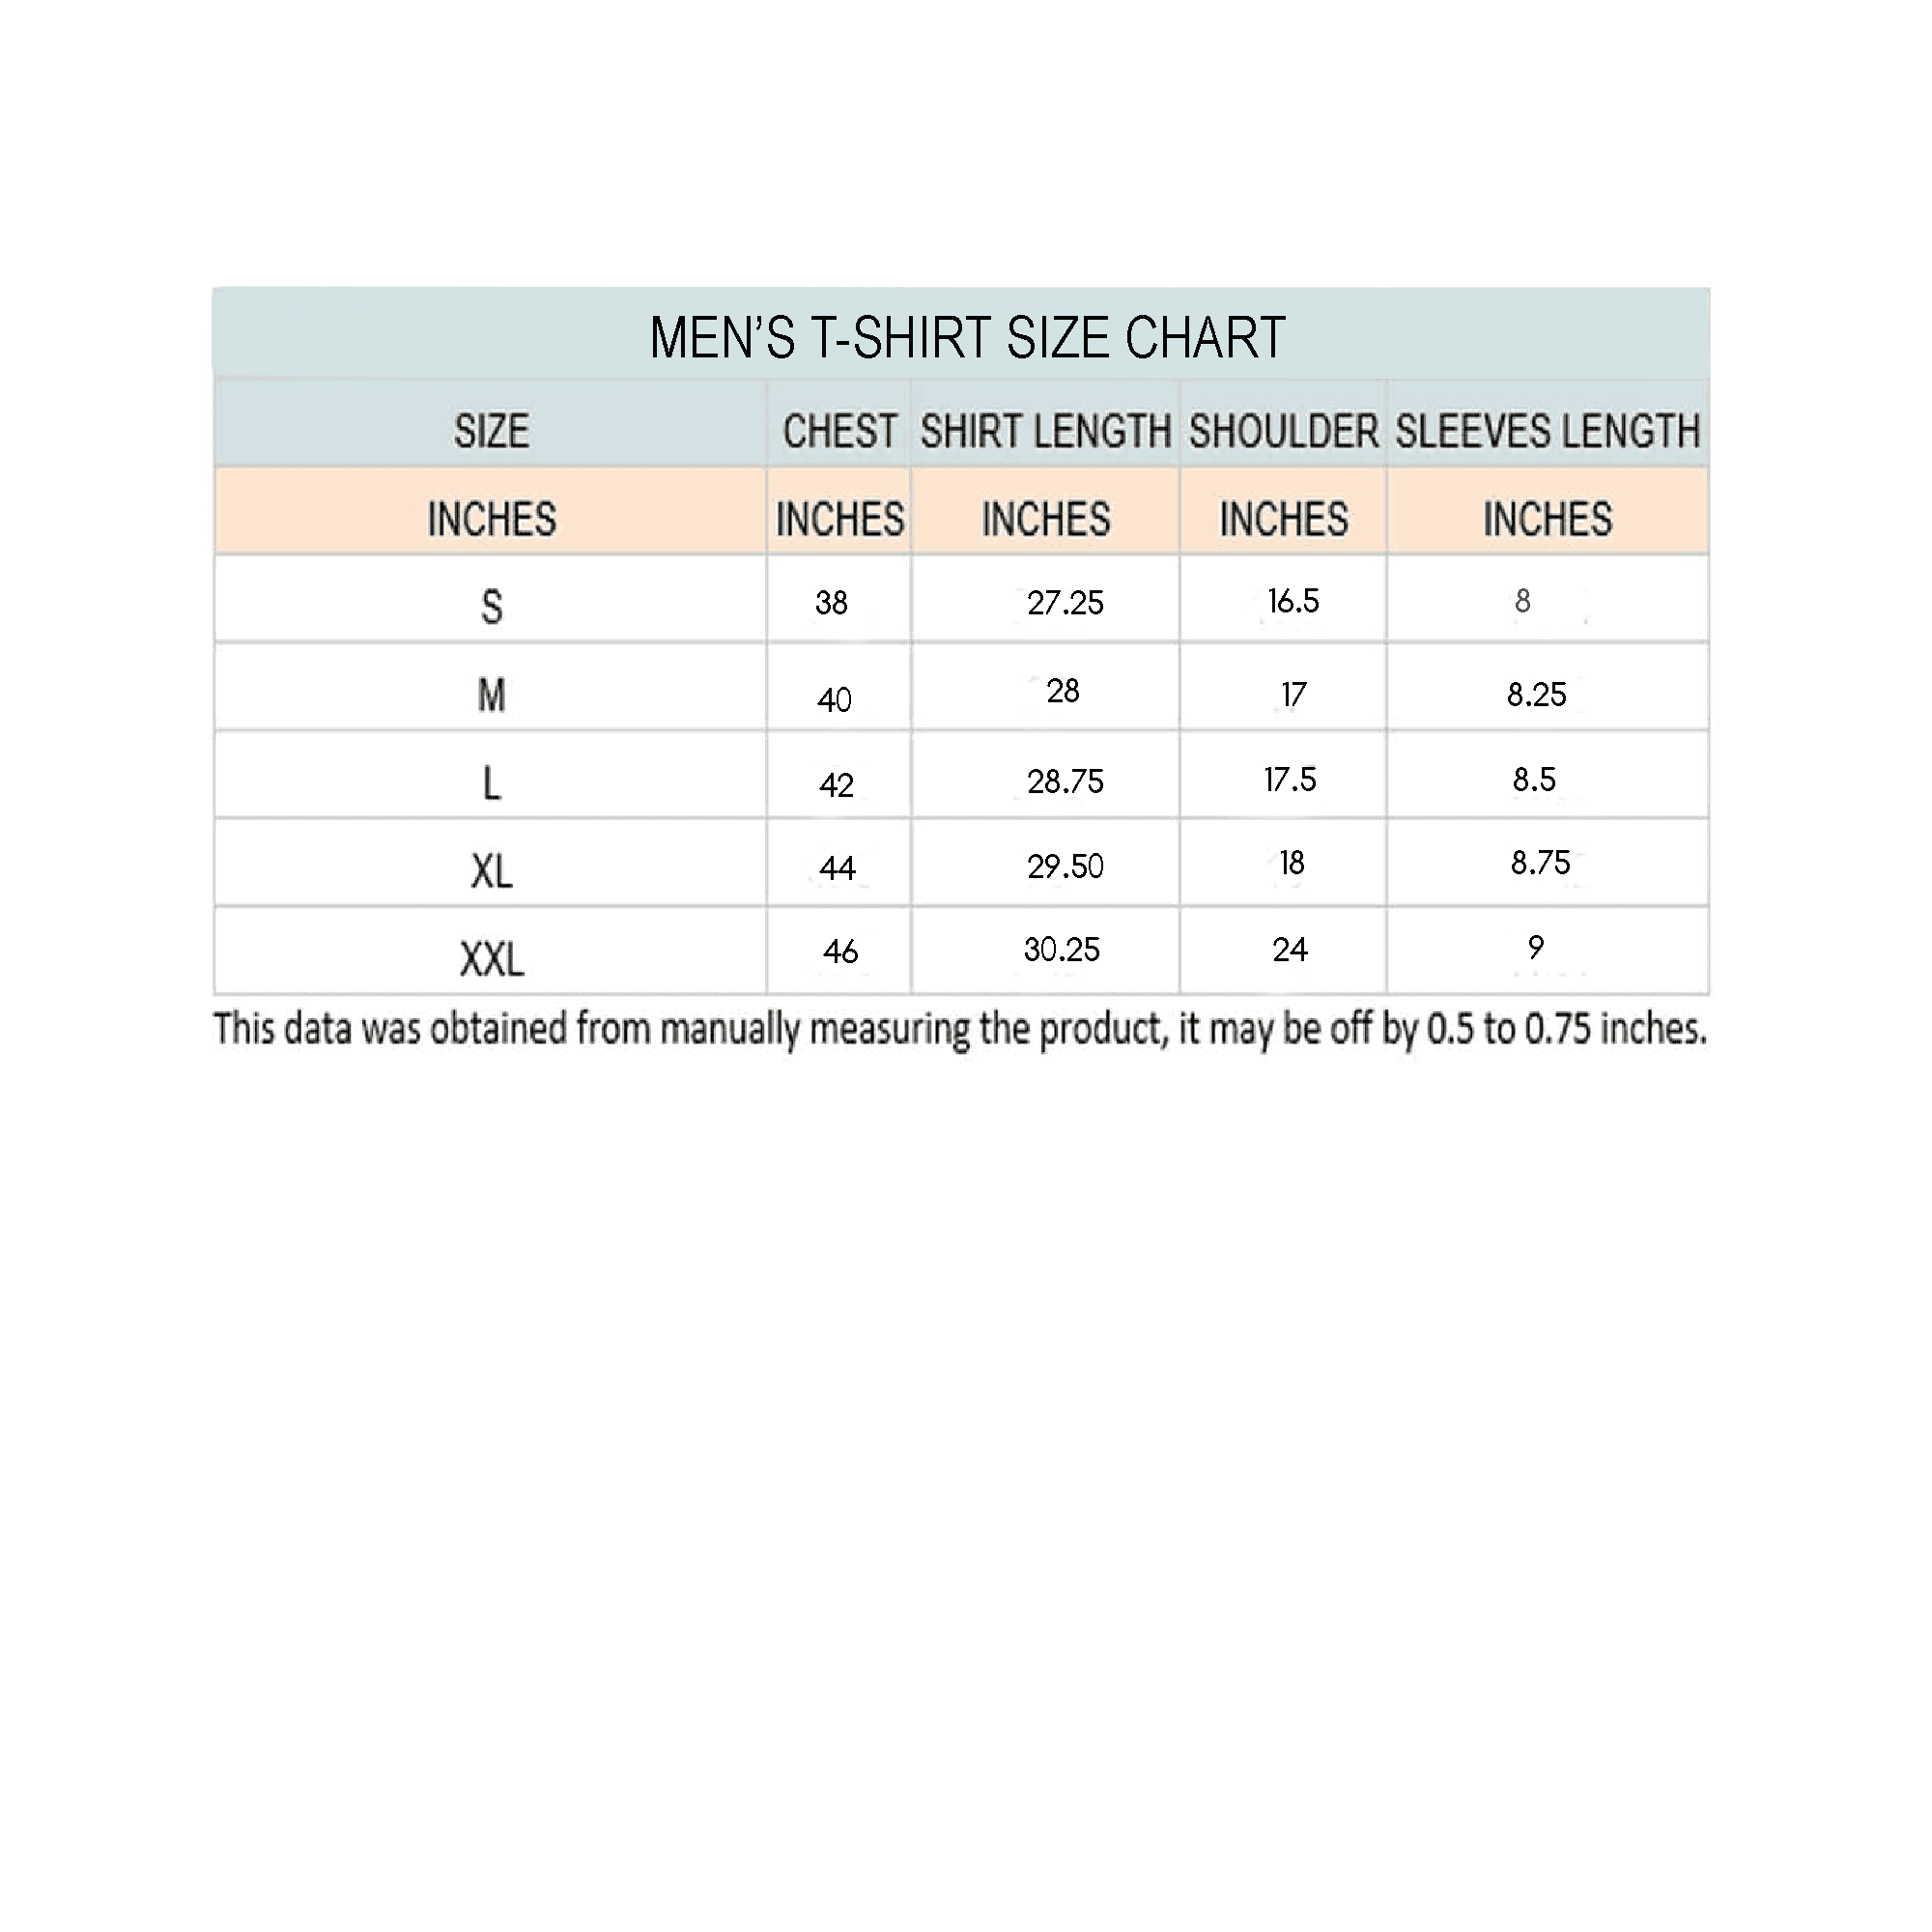 MEN’S T-SHIRT SIZE CHART
SIZE CHEST SHIRT LENGTH SHOULDER SLEEVES LENGTH
INCHES INCHES INCHES INCHES INCHES
S 38 27.25 16.5 8
M 40 28 17 8.25
L 42 28.75 17.5 8.5
XL 44 29.50 18 8.75
XXL 46 30.25 24 9
This data was obtained from manually measuring the product, it may be off by 0.5 to 0.75 inches.